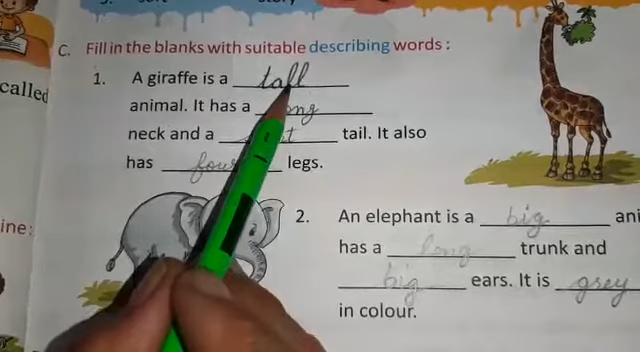 called
ine:
C. Fill in the blanks with suitable describing words :
1. A giraffe is a tall
animal. It has a long
neck and a tail. It also
has four legs.
2. An elephant is a big ani
has a long trunk and
big ears. It is grey
in colour.